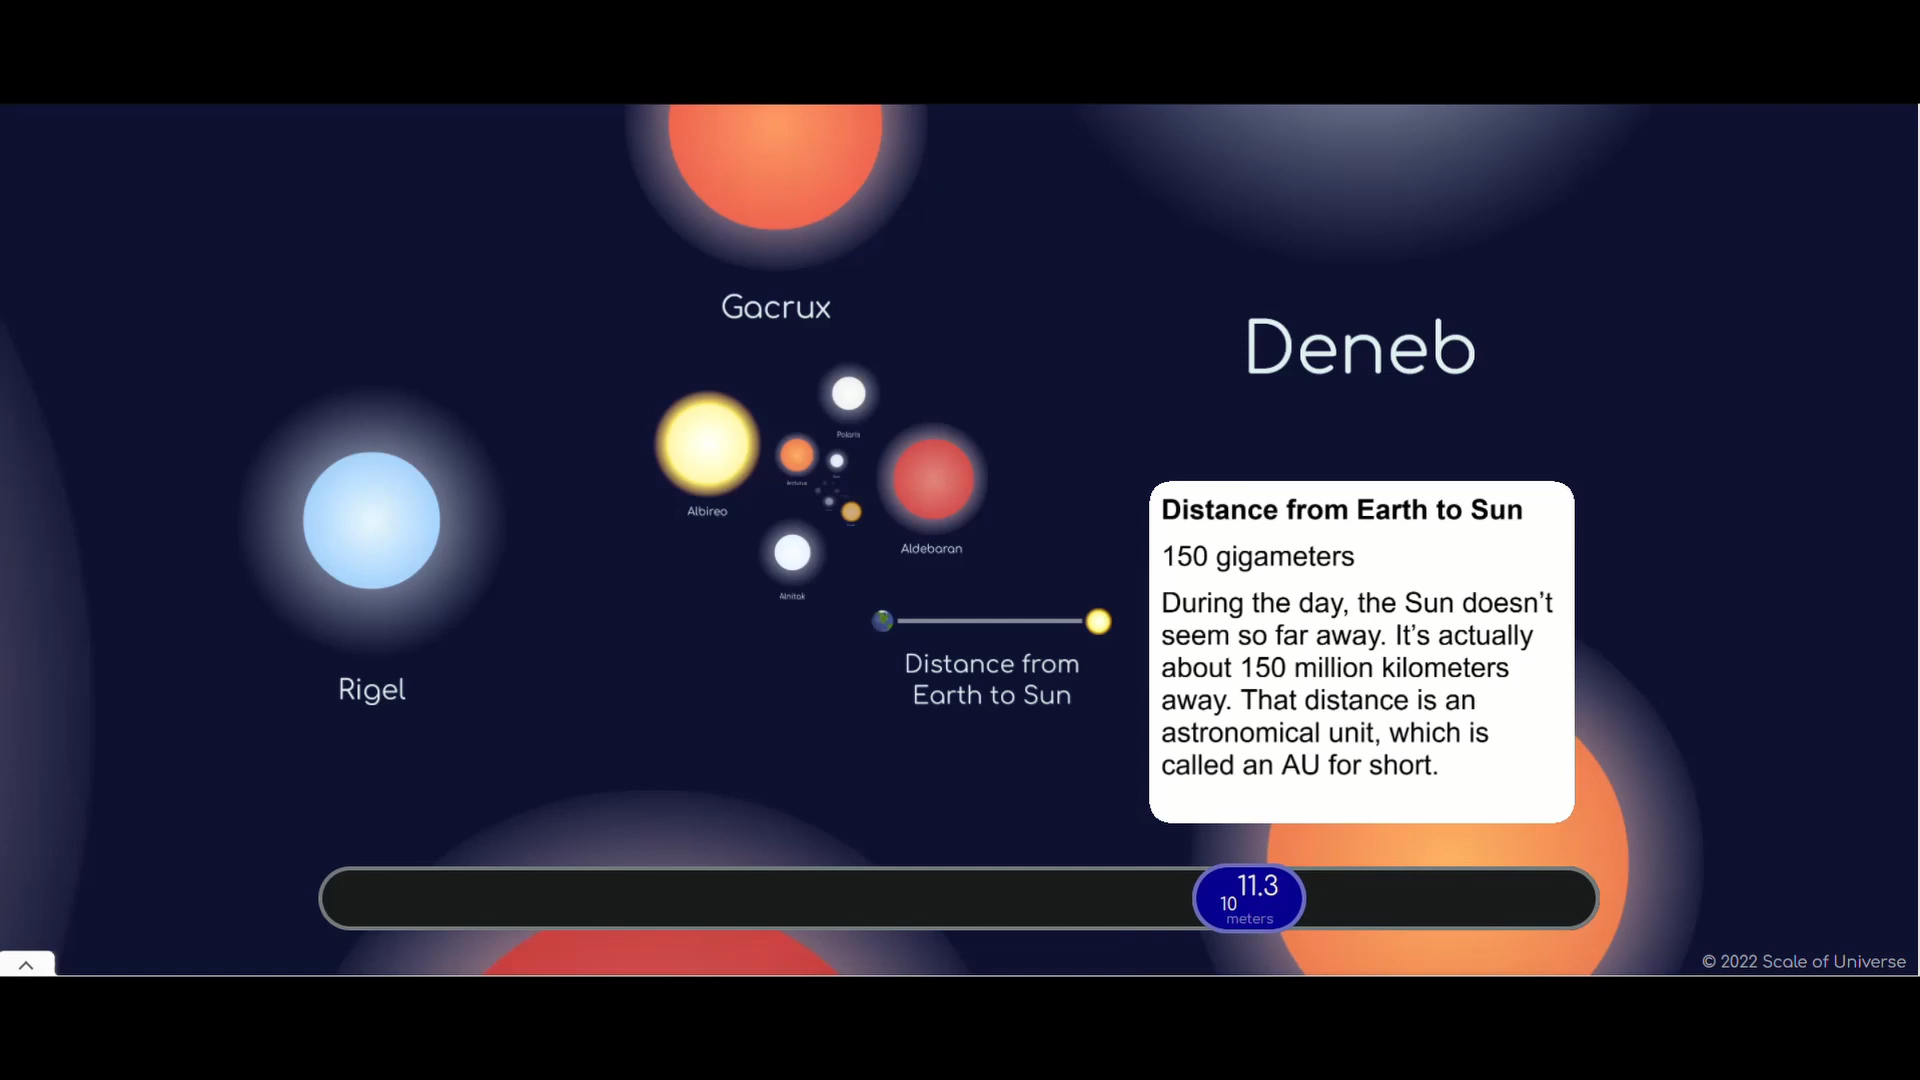 Gacrux
Deneb
Polaris
Arcturus
Albireo
Aldebaran
Alnitak
Rigel
Distance from
Earth to Sun
Distance from Earth to Sun
150 gigameters
During the day, the Sun doesn’t
seem so far away. It’s actually
about 150 million kilometers
away. That distance is an
astronomical unit, which is
called an AU for short.
10 11.3
meters
© 2022 Scale of Universe